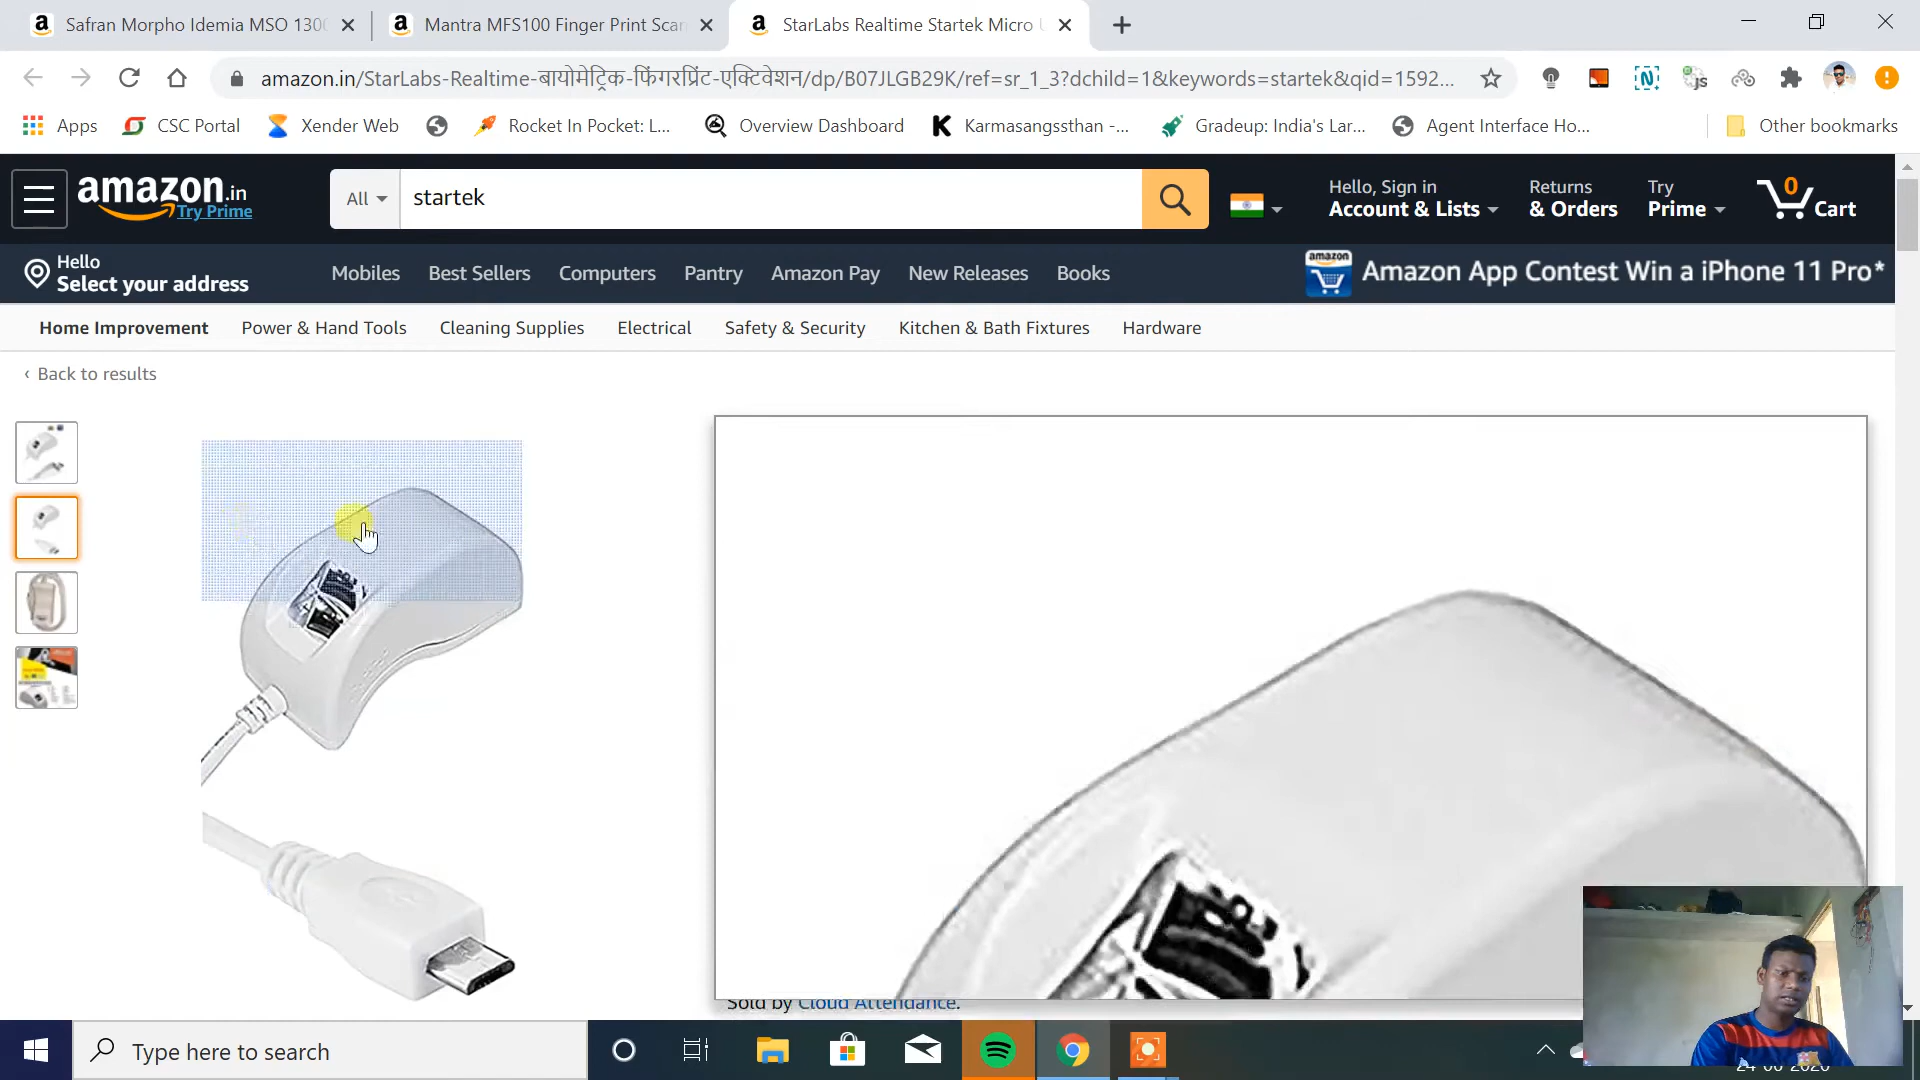 Safran Morpho Idemia MSO 130
Mantra MFS100 Finger Print Scan
StarLabs Realtime Startek Micro U
amazon.in/StarLabs-Realtime-बायोमेट्रिक-फिंगरप्रिंट-एक्टिवेशन/dp/B07JLGB29K/ref=sr_1_3?dchild=1&keywords=startek&qid=1592...
Apps CSC Portal Xender Web Rocket In Pocket: L... Overview Dashboard Karmasangssthan -... Gradeup: India's Lar... Agent Interface Ho... Other bookmarks
amazon.in
Try Prime
All startek
Hello, Sign in
Account & Lists
Returns
& Orders
Try
Prime
0
Cart
Hello
Select your address
Mobiles Best Sellers Computers Pantry Amazon Pay New Releases Books
amazon
Amazon App Contest Win a iPhone 11 Pro*
Home Improvement Power & Hand Tools Cleaning Supplies Electrical Safety & Security Kitchen & Bath Fixtures Hardware
‹ Back to results
Sold by Cloud Attendance.
Type here to search